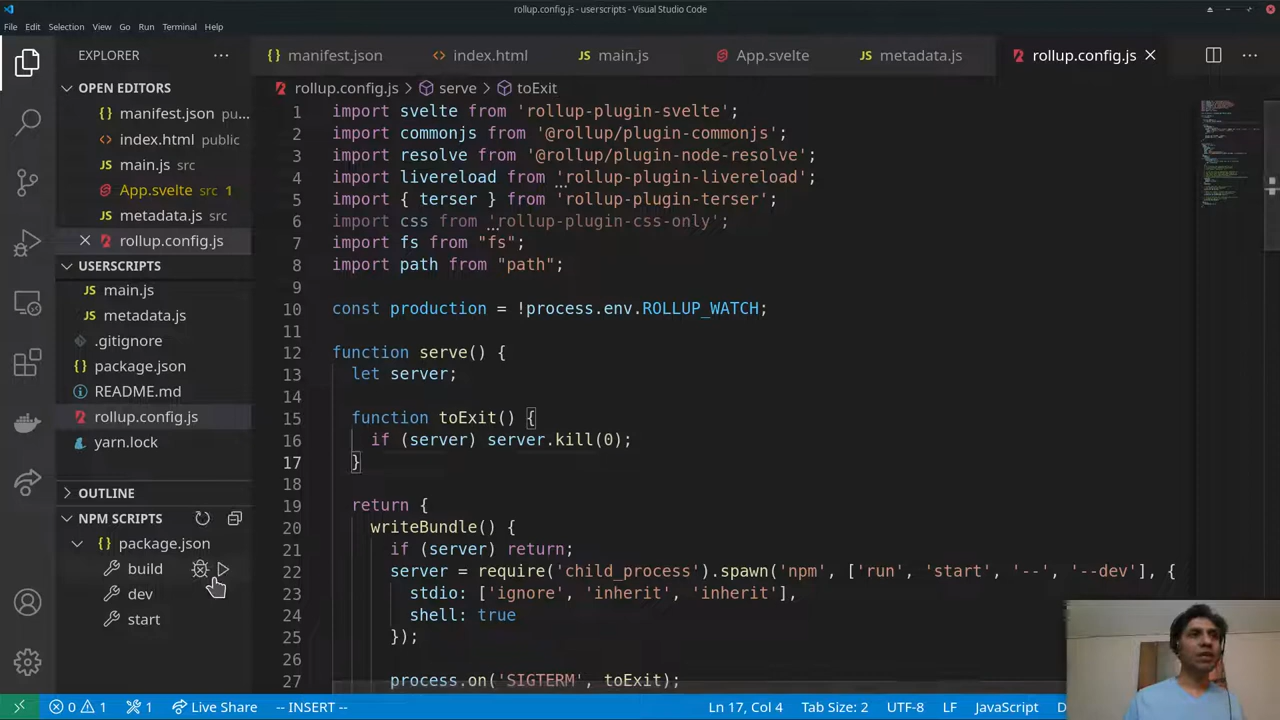 rollup.config.js - userscripts - Visual Studio Code
File Edit Selection View Go Run Terminal Help
EXPLORER ···
{} manifest.json <> index.html JS main.js App.svelte JS metadata.js rollup.config.js ×
OPEN EDITORS
{} manifest.json pu...
<> index.html public
JS main.js src
App.svelte src 1
JS metadata.js src
× rollup.config.js
USERSCRIPTS
JS main.js
JS metadata.js
.gitignore
{} package.json
README.md
rollup.config.js
yarn.lock
OUTLINE
NPM SCRIPTS
{} package.json
build
dev
start
rollup.config.js > serve > toExit
1 import svelte from 'rollup-plugin-svelte';
2 import commonjs from '@rollup/plugin-commonjs';
3 import resolve from '@rollup/plugin-node-resolve';
4 import livereload from 'rollup-plugin-livereload';
5 import { terser } from 'rollup-plugin-terser';
6 import css from 'rollup-plugin-css-only';
7 import fs from "fs";
8 import path from "path";
9
10 const production = !process.env.ROLLUP_WATCH;
11
12 function serve() {
13 let server;
14
15 function toExit() {
16 if (server) server.kill(0);
17 }
18
19 return {
20 writeBundle() {
21 if (server) return;
22 server = require('child_process').spawn('npm', ['run', 'start', '--', '--dev'], {
23 stdio: ['ignore', 'inherit', 'inherit'],
24 shell: true
25 });
26
27 process.on('SIGTERM', toExit);
0 1 1 Live Share -- INSERT -- Ln 17, Col 4 Tab Size: 2 UTF-8 LF JavaScript